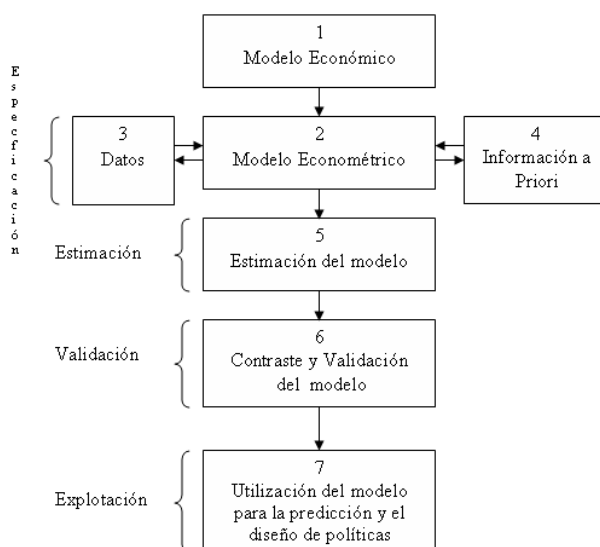 1
Modelo Económico
Especficación
3
Datos
2
Modelo Econométrico
4
Información a
Priori
Estimación
5
Estimación del modelo
Validación
6
Contraste y Validación
del modelo
Explotación
7
Utilización del modelo
para la predicción y el
diseño de políticas